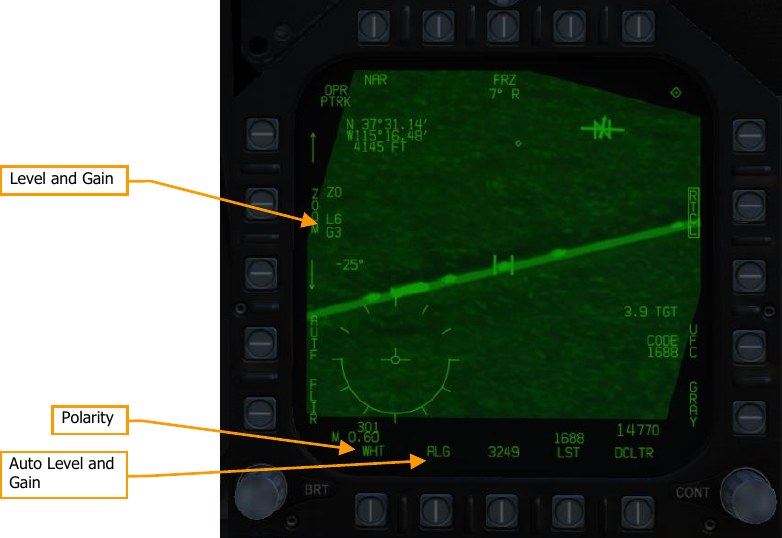 NAR
FRZ
OPR
PTRK
7° R
N 37°31.14'
W115°16.48'
4145 FT
Level and Gain
ZOOM
Z0
L6
G3
RTCL
-25°
3.9 TGT
AUTF
CODE
1688
UFC
FLIR
GRAY
Polarity
301
M 0.60
14770
WHT
ALG
3249
1688
LST
DCLTR
Auto Level and
Gain
BRT
CONT